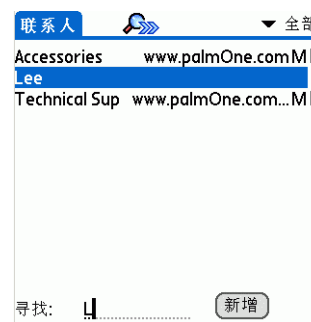 联系人 ▼ 全部
Accessories www.palmOne.com M
Lee
Technical Sup www.palmOne.com...M
寻找: L 新增